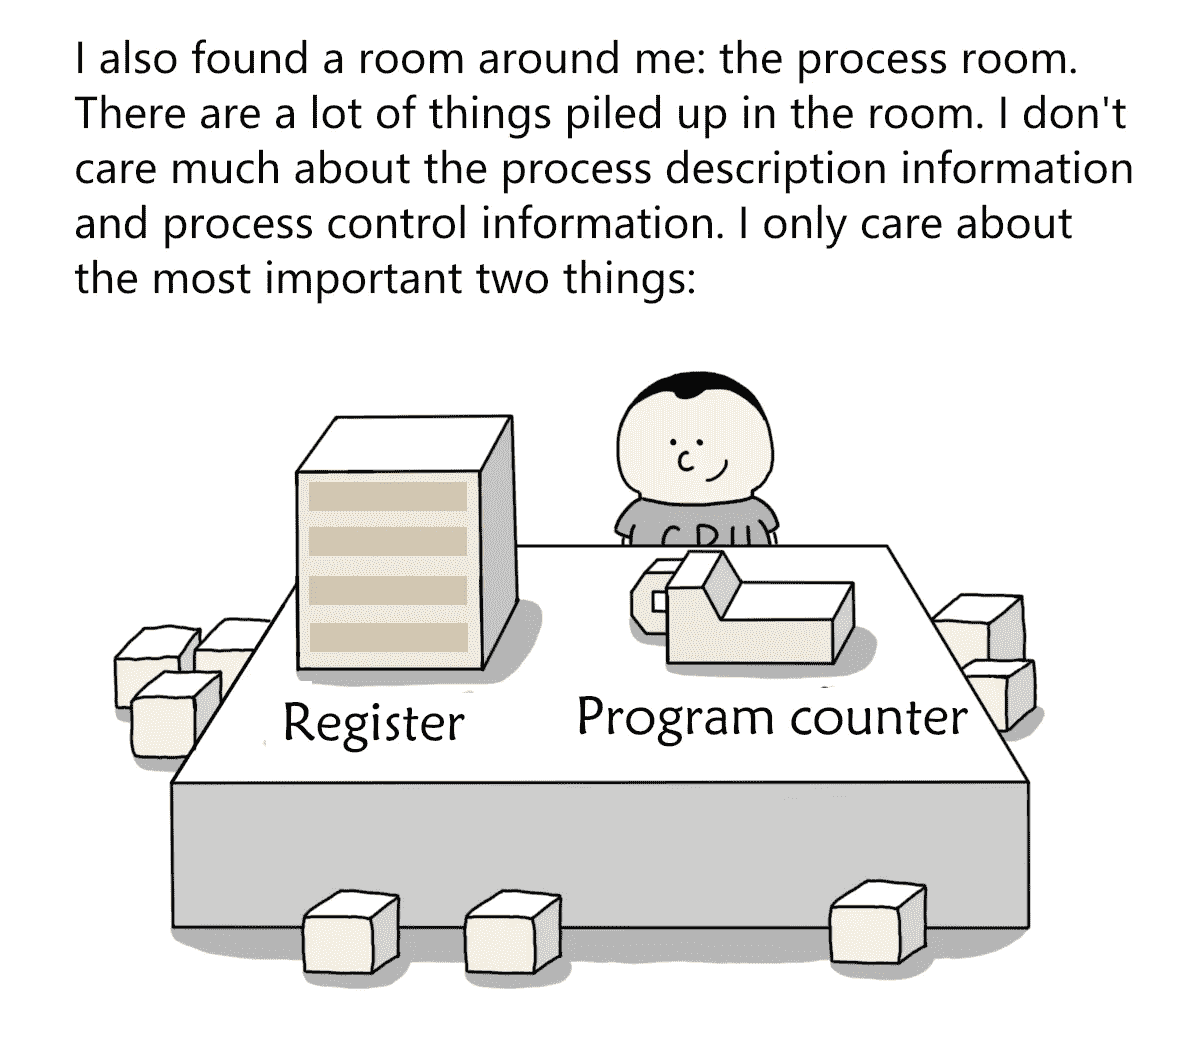 I also found a room around me: the process room.
There are a lot of things piled up in the room. I don't
care much about the process description information
and process control information. I only care about
the most important two things:
CPU
Register
Program counter